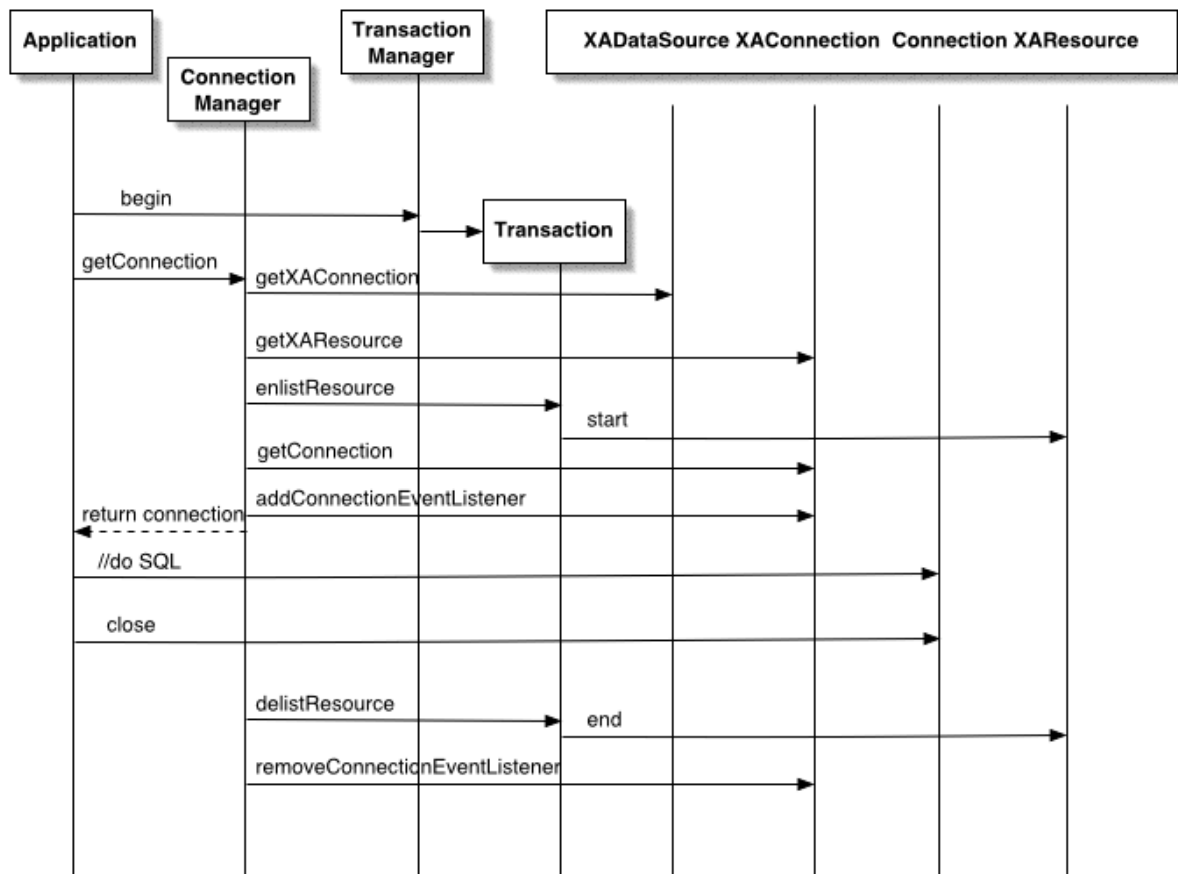 Application
Transaction
Manager
XADataSource XAConnection Connection XAResource
Connection
Manager
begin
Transaction
getConnection
getXAConnection
getXAResource
enlistResource
start
getConnection
addConnectionEventListener
return connection
//do SQL
close
delistResource
end
removeConnectionEventListener